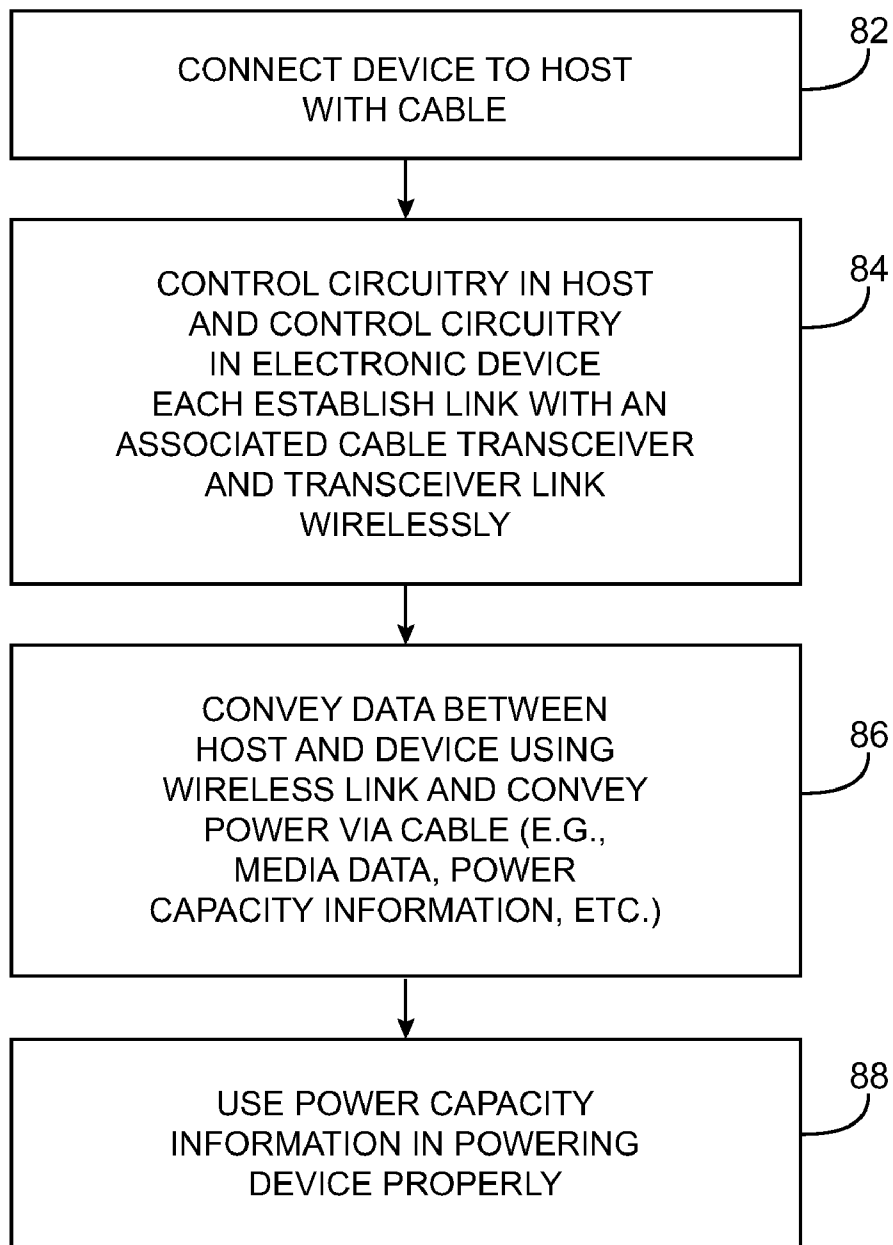 82
CONNECT DEVICE TO HOST
WITH CABLE
84
CONTROL CIRCUITRY IN HOST
AND CONTROL CIRCUITRY
IN ELECTRONIC DEVICE
EACH ESTABLISH LINK WITH AN
ASSOCIATED CABLE TRANSCEIVER
AND TRANSCEIVER LINK
WIRELESSLY
86
CONVEY DATA BETWEEN
HOST AND DEVICE USING
WIRELESS LINK AND CONVEY
POWER VIA CABLE (E.G.,
MEDIA DATA, POWER
CAPACITY INFORMATION, ETC.)
88
USE POWER CAPACITY
INFORMATION IN POWERING
DEVICE PROPERLY